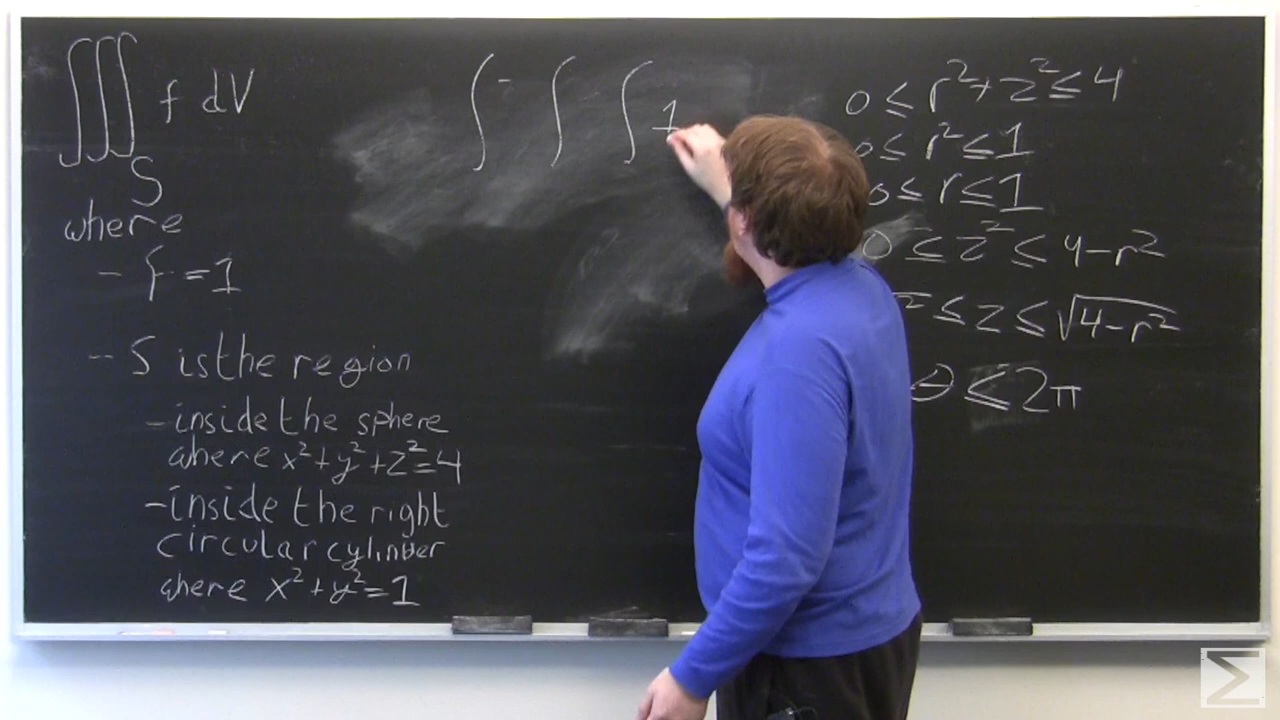 ∭_S f dV
where
- f = 1
- S is the region
- inside the sphere
where x²+y²+z²=4
- inside the right
circular cylinder
where x²+y²=1
∫ ∫ ∫ 1
0 ≤ r²+z² ≤ 4
0 ≤ r² ≤ 1
0 ≤ r ≤ 1
0 ≤ z² ≤ 4-r²
² ≤ z ≤ √4-r²
θ ≤ 2π
Σ